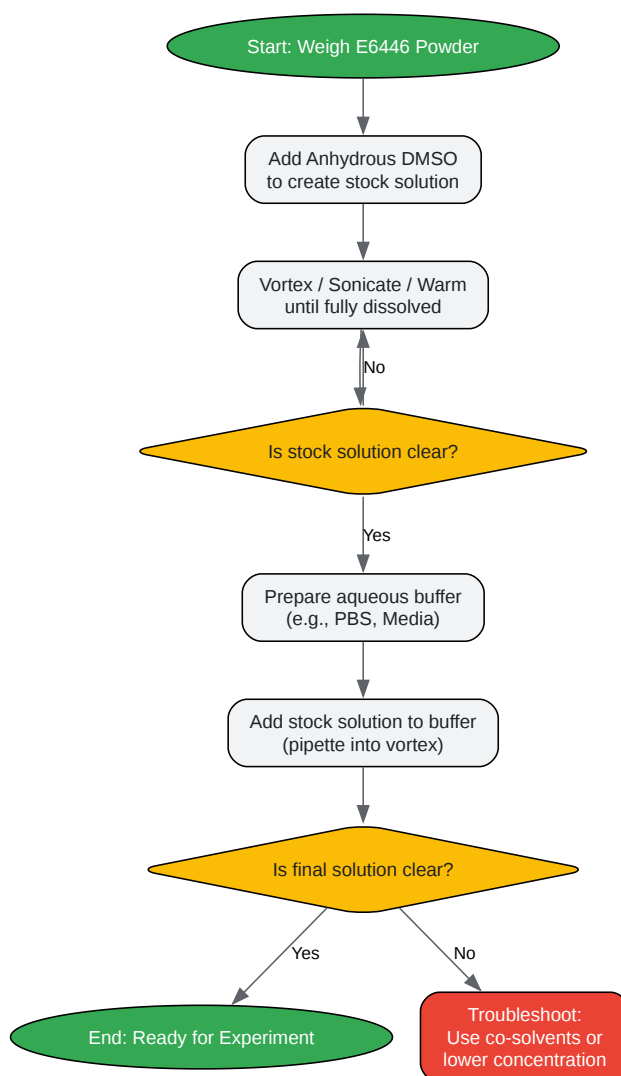 Start: Weigh E6446 Powder
Add Anhydrous DMSO
to create stock solution
Vortex / Sonicate / Warm
until fully dissolved
No
Is stock solution clear?
Yes
Prepare aqueous buffer
(e.g., PBS, Media)
Add stock solution to buffer
(pipette into vortex)
Is final solution clear?
Yes
No
End: Ready for Experiment
Troubleshoot:
Use co-solvents or
lower concentration